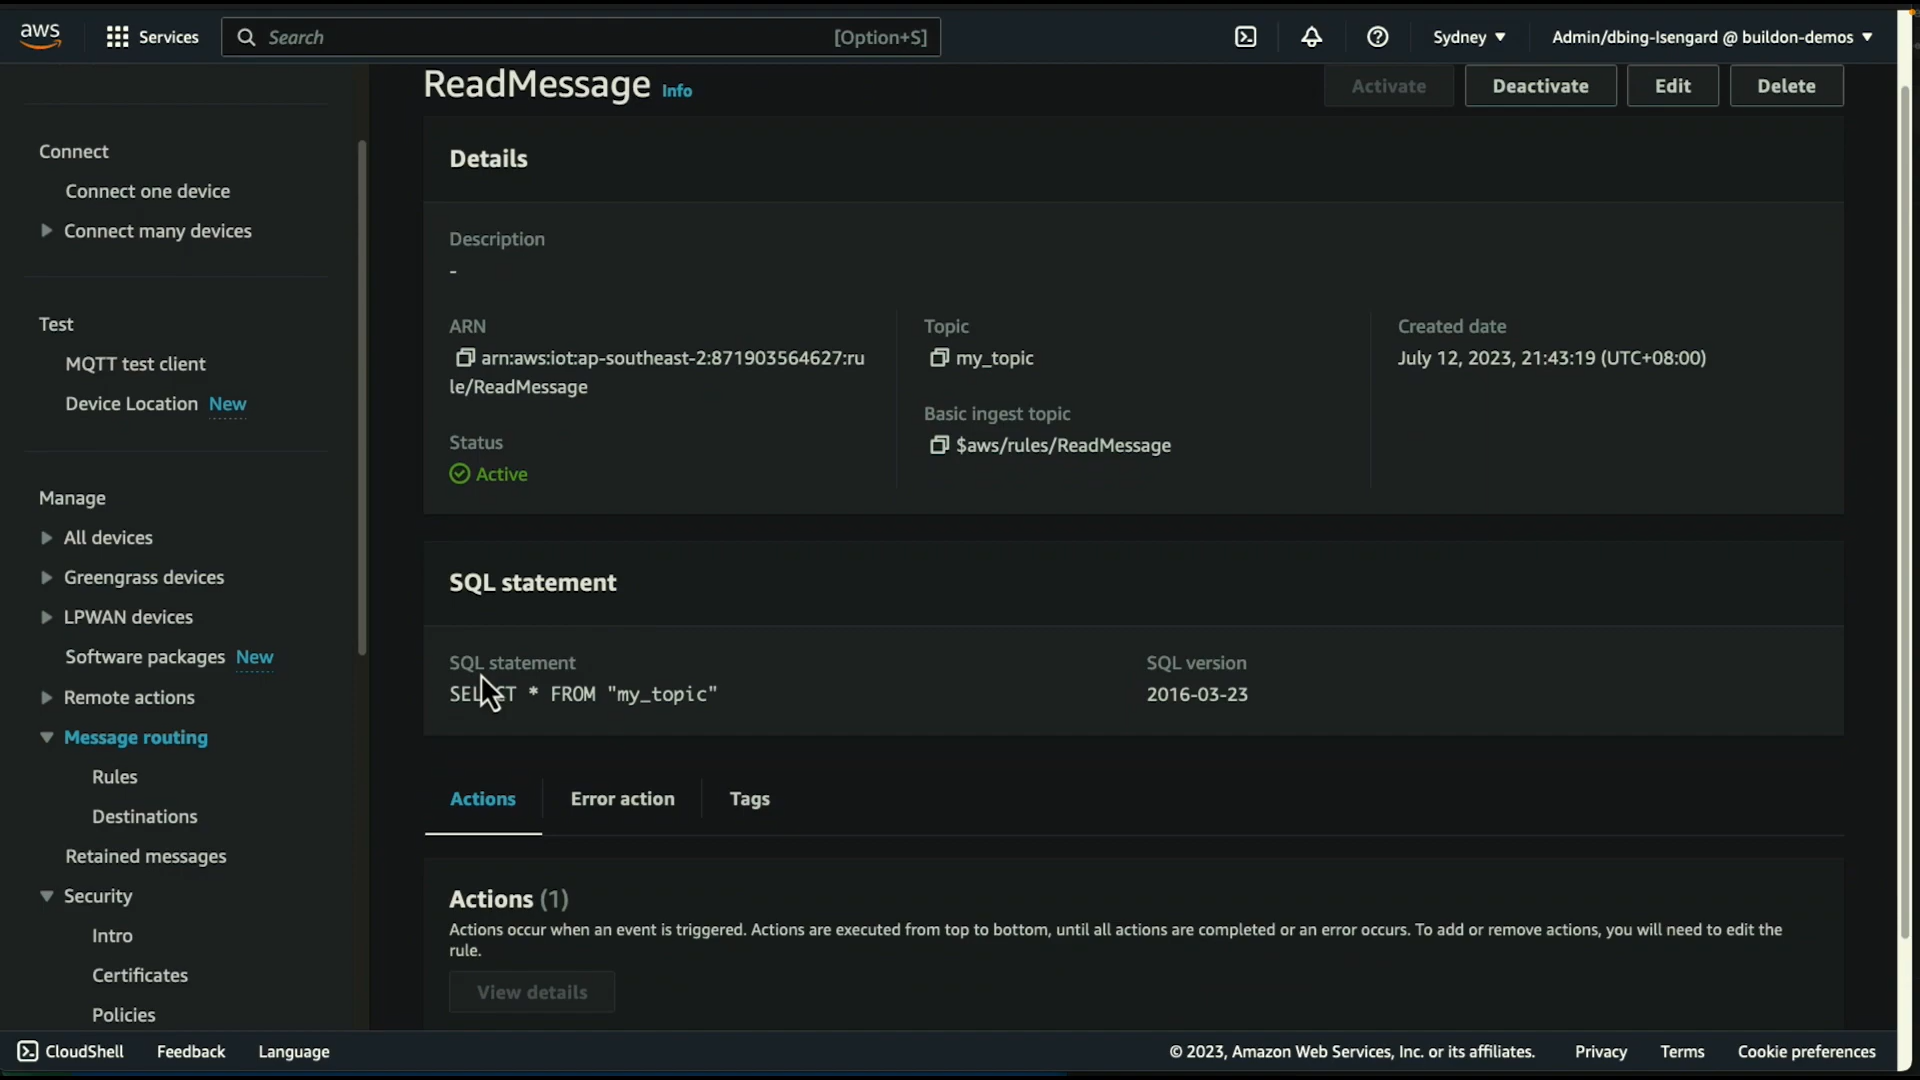 aws
Services
Search
[Option+S]
Sydney
Admin/dbing-Isengard @ buildon-demos
Connect
Connect one device
Connect many devices
Test
MQTT test client
Device Location New
Manage
All devices
Greengrass devices
LPWAN devices
Software packages New
Remote actions
Message routing
Rules
Destinations
Retained messages
Security
Intro
Certificates
Policies
ReadMessage Info
Activate
Deactivate
Edit
Delete
Details
Description
-
ARN
arn:aws:iot:ap-southeast-2:871903564627:ru
le/ReadMessage
Status
Active
Topic
my_topic
Basic ingest topic
$aws/rules/ReadMessage
Created date
July 12, 2023, 21:43:19 (UTC+08:00)
SQL statement
SQL statement
SELECT * FROM "my_topic"
SQL version
2016-03-23
Actions
Error action
Tags
Actions (1)
Actions occur when an event is triggered. Actions are executed from top to bottom, until all actions are completed or an error occurs. To add or remove actions, you will need to edit the
rule.
View details
CloudShell
Feedback
Language
© 2023, Amazon Web Services, Inc. or its affiliates.
Privacy
Terms
Cookie preferences